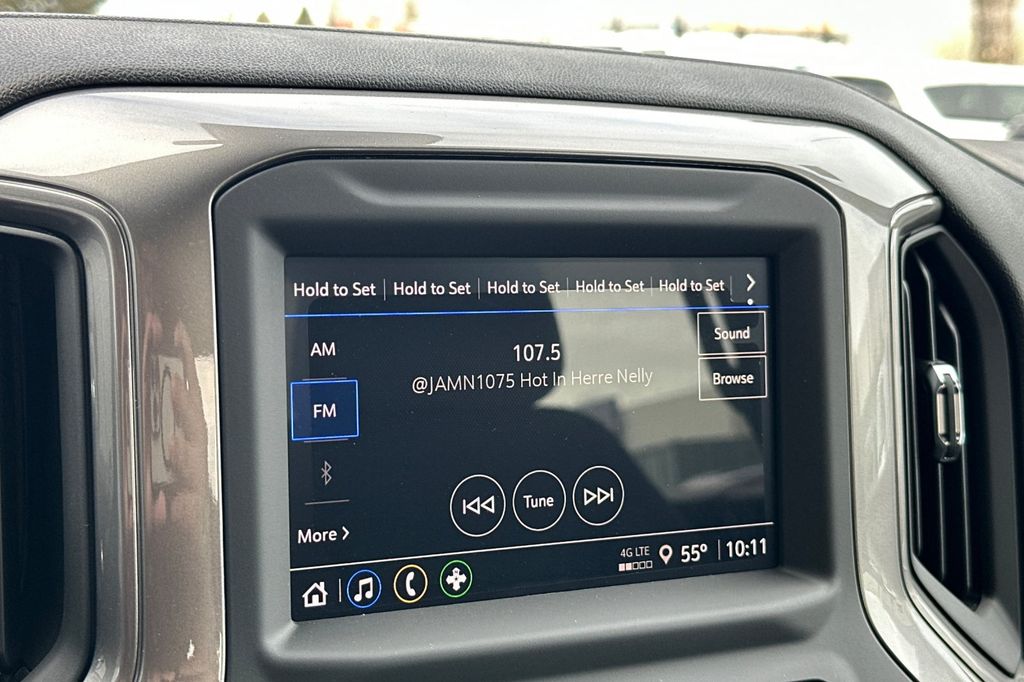 Hold to Set Hold to Set Hold to Set Hold to Set Hold to Set
AM
107.5
Sound
@JAMN1075 Hot In Herre Nelly
Browse
FM
Tune
More
4G LTE
55°
10:11